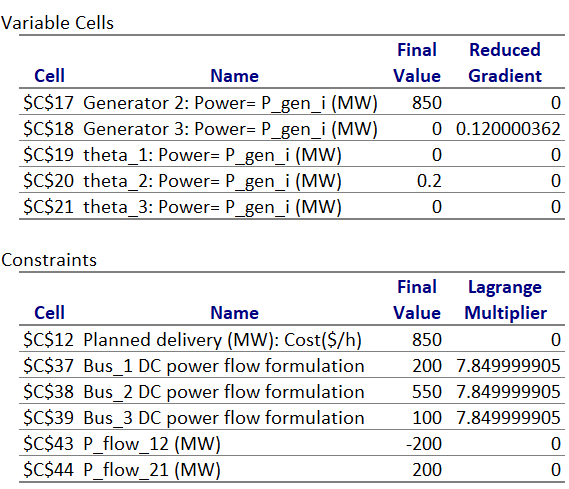 Variable Cells
Final Reduced
Cell Name Value Gradient
$C$17 Generator 2: Power= P_gen_i (MW) 850 0
$C$18 Generator 3: Power= P_gen_i (MW) 0 0.120000362
$C$19 theta_1: Power= P_gen_i (MW) 0 0
$C$20 theta_2: Power= P_gen_i (MW) 0.2 0
$C$21 theta_3: Power= P_gen_i (MW) 0 0
Constraints
Final Lagrange
Cell Name Value Multiplier
$C$12 Planned delivery (MW): Cost($/h) 850 0
$C$37 Bus_1 DC power flow formulation 200 7.849999905
$C$38 Bus_2 DC power flow formulation 550 7.849999905
$C$39 Bus_3 DC power flow formulation 100 7.849999905
$C$43 P_flow_12 (MW) -200 0
$C$44 P_flow_21 (MW) 200 0